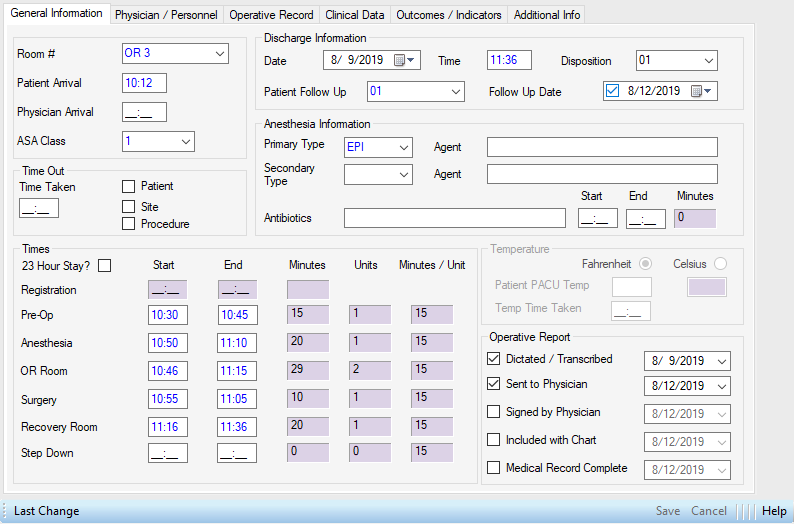 General Information Physician / Personnel Operative Record Clinical Data Outcomes / Indicators Additional Info
Room # OR 3
Patient Arrival 10:12
Physician Arrival __:__
ASA Class 1
Discharge Information
Date 8/ 9/2019 Time 11:36 Disposition 01
Patient Follow Up 01 Follow Up Date 8/12/2019
Time Out
Time Taken
__:__
Patient
Site
Procedure
Anesthesia Information
Primary Type EPI Agent
Secondary
Type Agent
Start End Minutes
Antibiotics __:__ __:__ 0
Times
23 Hour Stay? Start End Minutes Units Minutes / Unit
Registration __:__ __:__
Pre-Op 10:30 10:45 15 1 15
Anesthesia 10:50 11:10 20 1 15
OR Room 10:46 11:15 29 2 15
Surgery 10:55 11:05 10 1 15
Recovery Room 11:16 11:36 20 1 15
Step Down __:__ __:__ 0 0 15
Temperature
Fahrenheit Celsius
Patient PACU Temp
Temp Time Taken __:__
Operative Report
Dictated / Transcribed 8/ 9/2019
Sent to Physician 8/12/2019
Signed by Physician 8/12/2019
Included with Chart 8/12/2019
Medical Record Complete 8/12/2019
Last Change Save Cancel Help